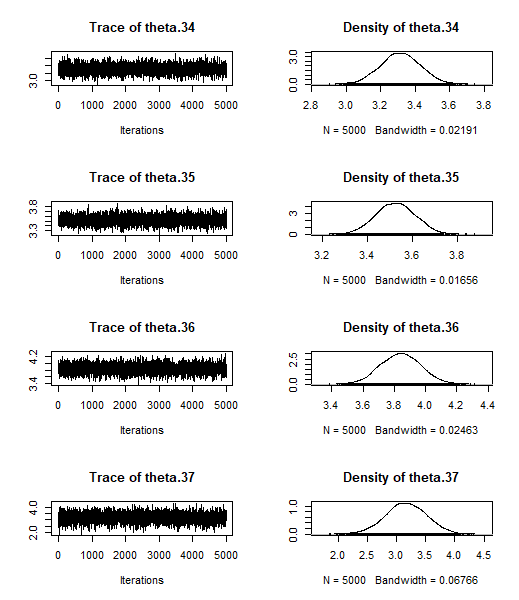 Trace of theta.34
3.0
0 1000 2000 3000 4000 5000
Iterations
Density of theta.34
0.0 3.0
2.8 3.0 3.2 3.4 3.6 3.8
N = 5000 Bandwidth = 0.02191
Trace of theta.35
3.3 3.8
0 1000 2000 3000 4000 5000
Iterations
Density of theta.35
0 3
3.2 3.4 3.6 3.8
N = 5000 Bandwidth = 0.01656
Trace of theta.36
3.4 4.2
0 1000 2000 3000 4000 5000
Iterations
Density of theta.36
0.0 2.5
3.4 3.6 3.8 4.0 4.2 4.4
N = 5000 Bandwidth = 0.02463
Trace of theta.37
2.0 4.0
0 1000 2000 3000 4000 5000
Iterations
Density of theta.37
0.0 1.0
2.0 2.5 3.0 3.5 4.0 4.5
N = 5000 Bandwidth = 0.06766